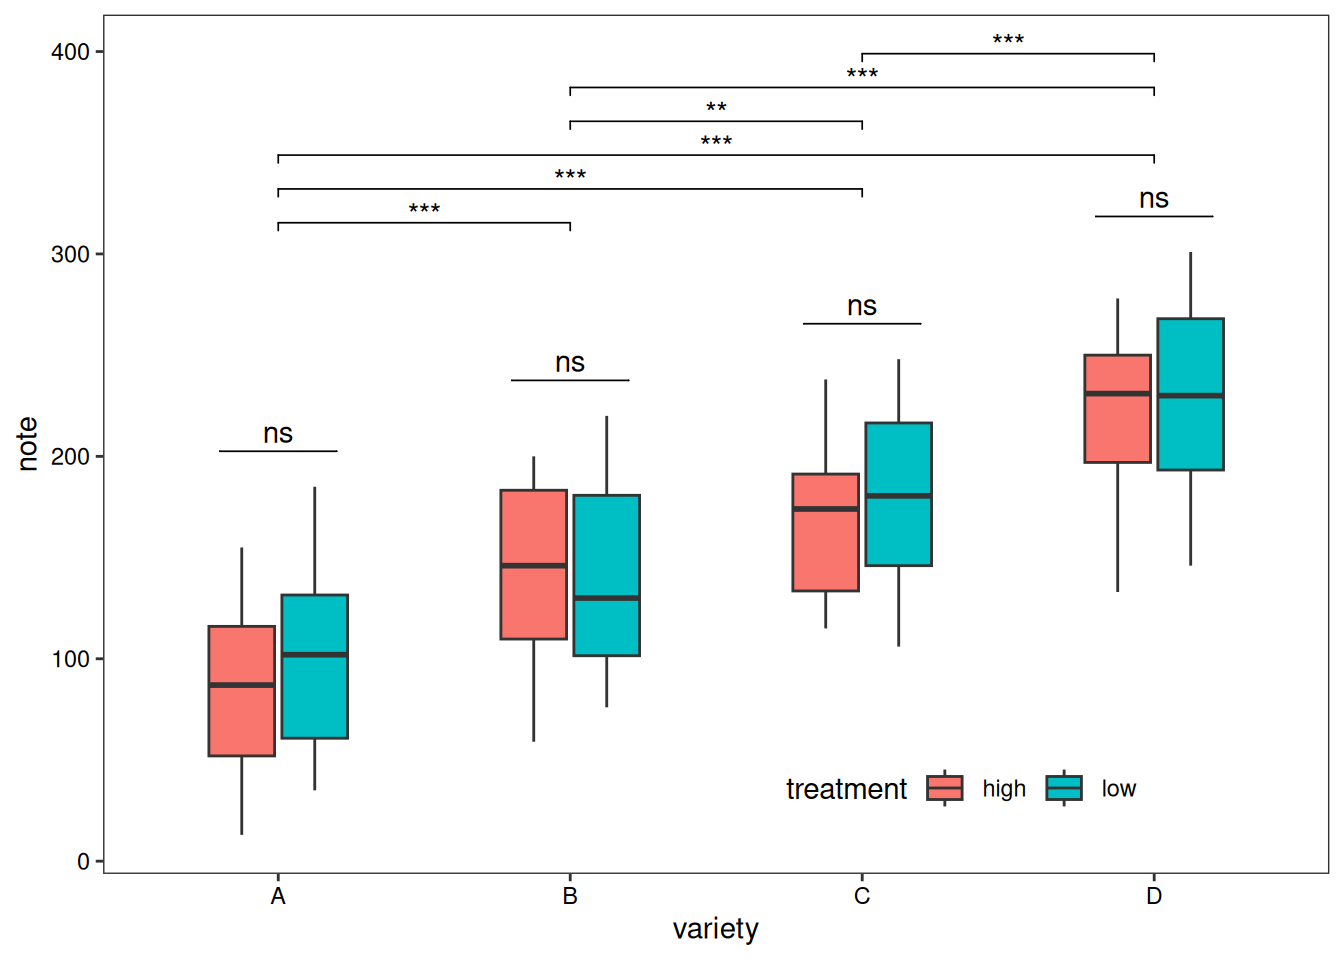 400
***
***
**
***
***
***
ns
300
ns
ns
ns
200
100
0
note
treatment high low
A B C D
variety